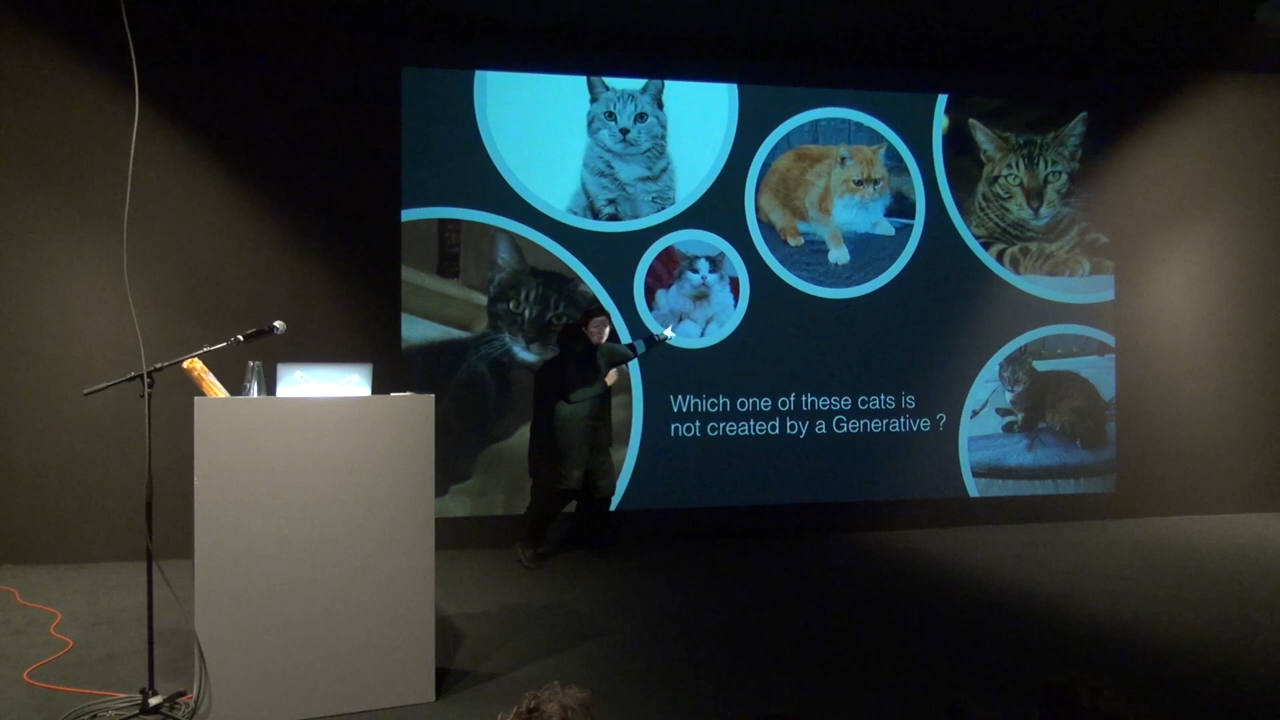 Which one of these cats is
not created by a Generative ?